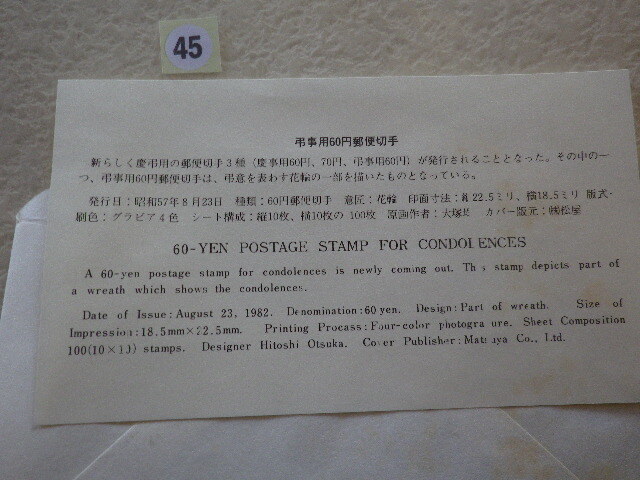 45
弔事用60円郵便切手
新らしく慶弔用の郵便切手3種（慶事用60円、70円、弔事用60円）が発行されることとなった。その中の一
つ、弔事用60円切手は、弔意を表わす花輪の一部を描いたものとなっている。
発行日：昭和57年8月23日 種類：60円郵便切手 意匠：花輪 印面寸法：縦22.5ミリ、横18.5ミリ 版式・
刷色：グラビア4色 シート構成：縦10枚、横10枚の100枚 原画作者：大塚均 カバー版元：㈱松屋
60-YEN POSTAGE STAMP FOR CONDOLENCES
A 60-yen postage stamp for condolences is newly coming out. This stamp depicts part of
a wreath which shows the condolences.
Date of Issue:August 23, 1982. Denomination:60 yen. Design:Part of wreath. Size of
Impression:18.5mm×22.5mm. Printing Procass:Four-color photogravure. Sheet Composition
100(10×10) stamps. Designer Hitoshi Otsuka. Cover Publisher:Matsuya Co., Ltd.